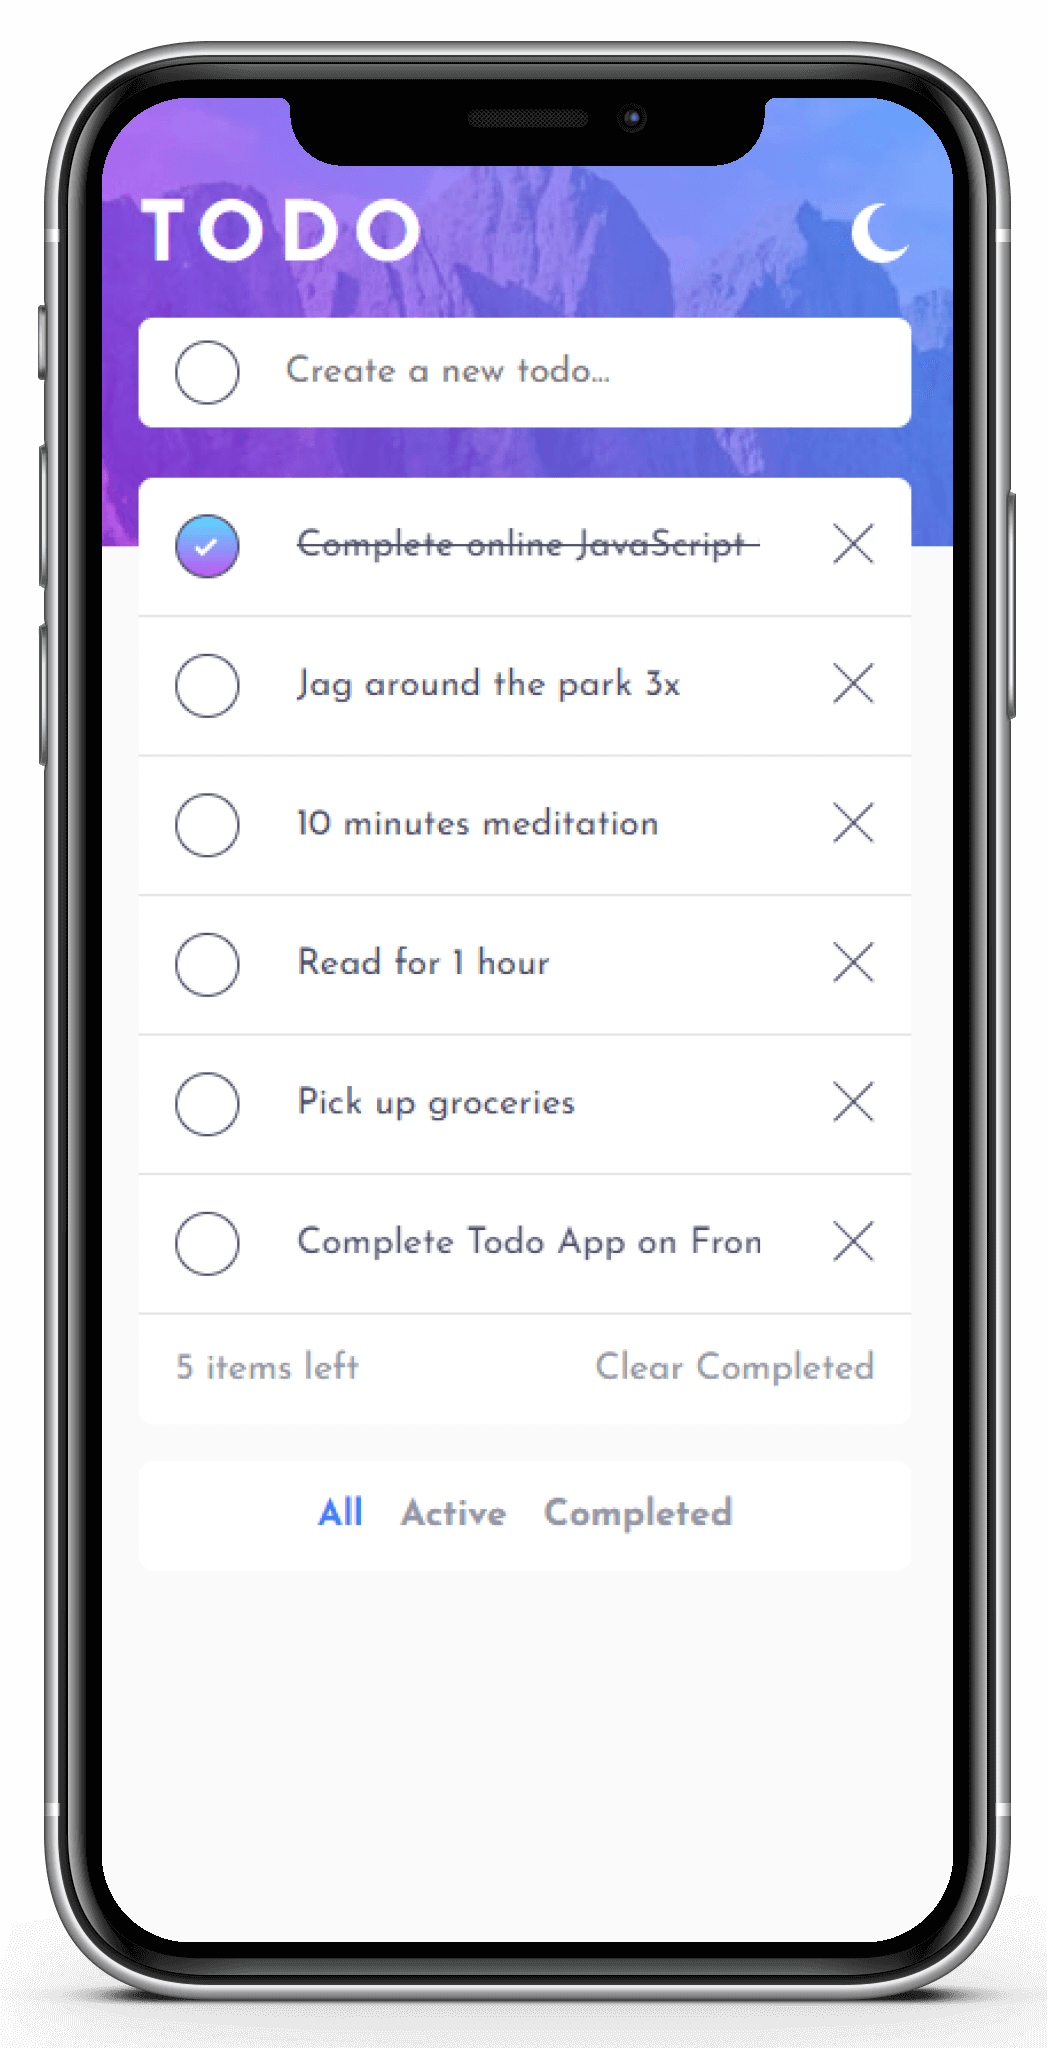 TODO
Create a new todo...
Complete online JavaScript
Jag around the park 3x
10 minutes meditation
Read for 1 hour
Pick up groceries
Complete Todo App on Fron
5 items left Clear Completed
All Active Completed